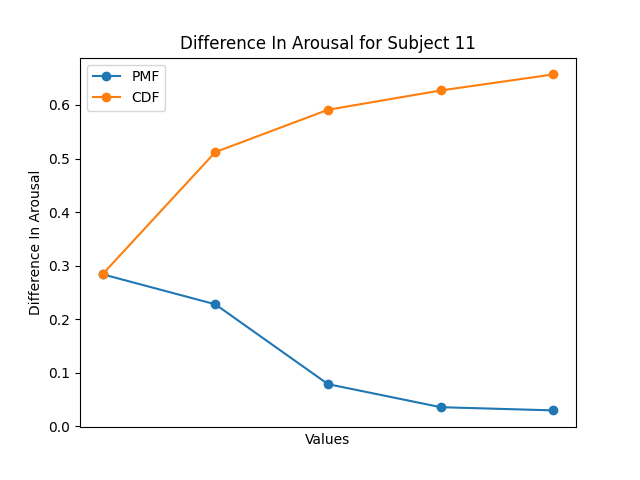 Difference In Arousal for Subject 11
PMF
CDF
Difference In Arousal
0.6
0.5
0.4
0.3
0.2
0.1
0.0
Values